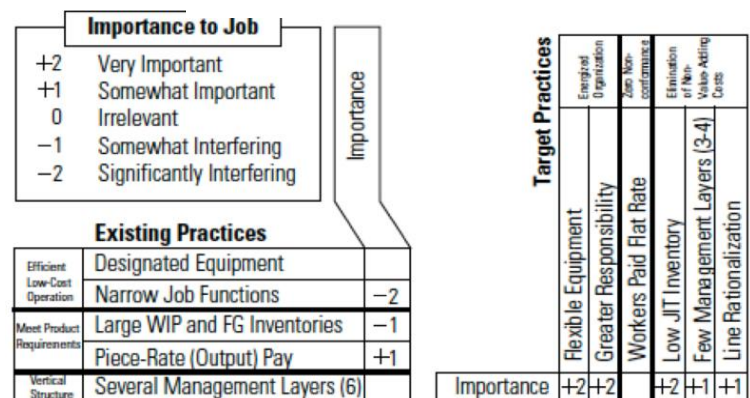 Importance to Job
+2 Very Important
+1 Somewhat Important
0 Irrelevant
−1 Somewhat Interfering
−2 Significantly Interfering
Importance
Existing Practices
Efficient
Low-Cost
Operation
Designated Equipment
Narrow Job Functions −2
Meet Product
Requirements
Large WIP and FG Inventories −1
Piece-Rate (Output) Pay +1
Vertical
Structure
Several Management Layers (6)
Target Practices
Energized
Organization
Zero Non-
conformance
Elimination
of Non-
Value-Adding
Costs
Flexible Equipment
Greater Responsibility
Workers Paid Flat Rate
Low JIT Inventory
Few Management Layers (3-4)
Line Rationalization
Importance +2 +2 +2 +1 +1